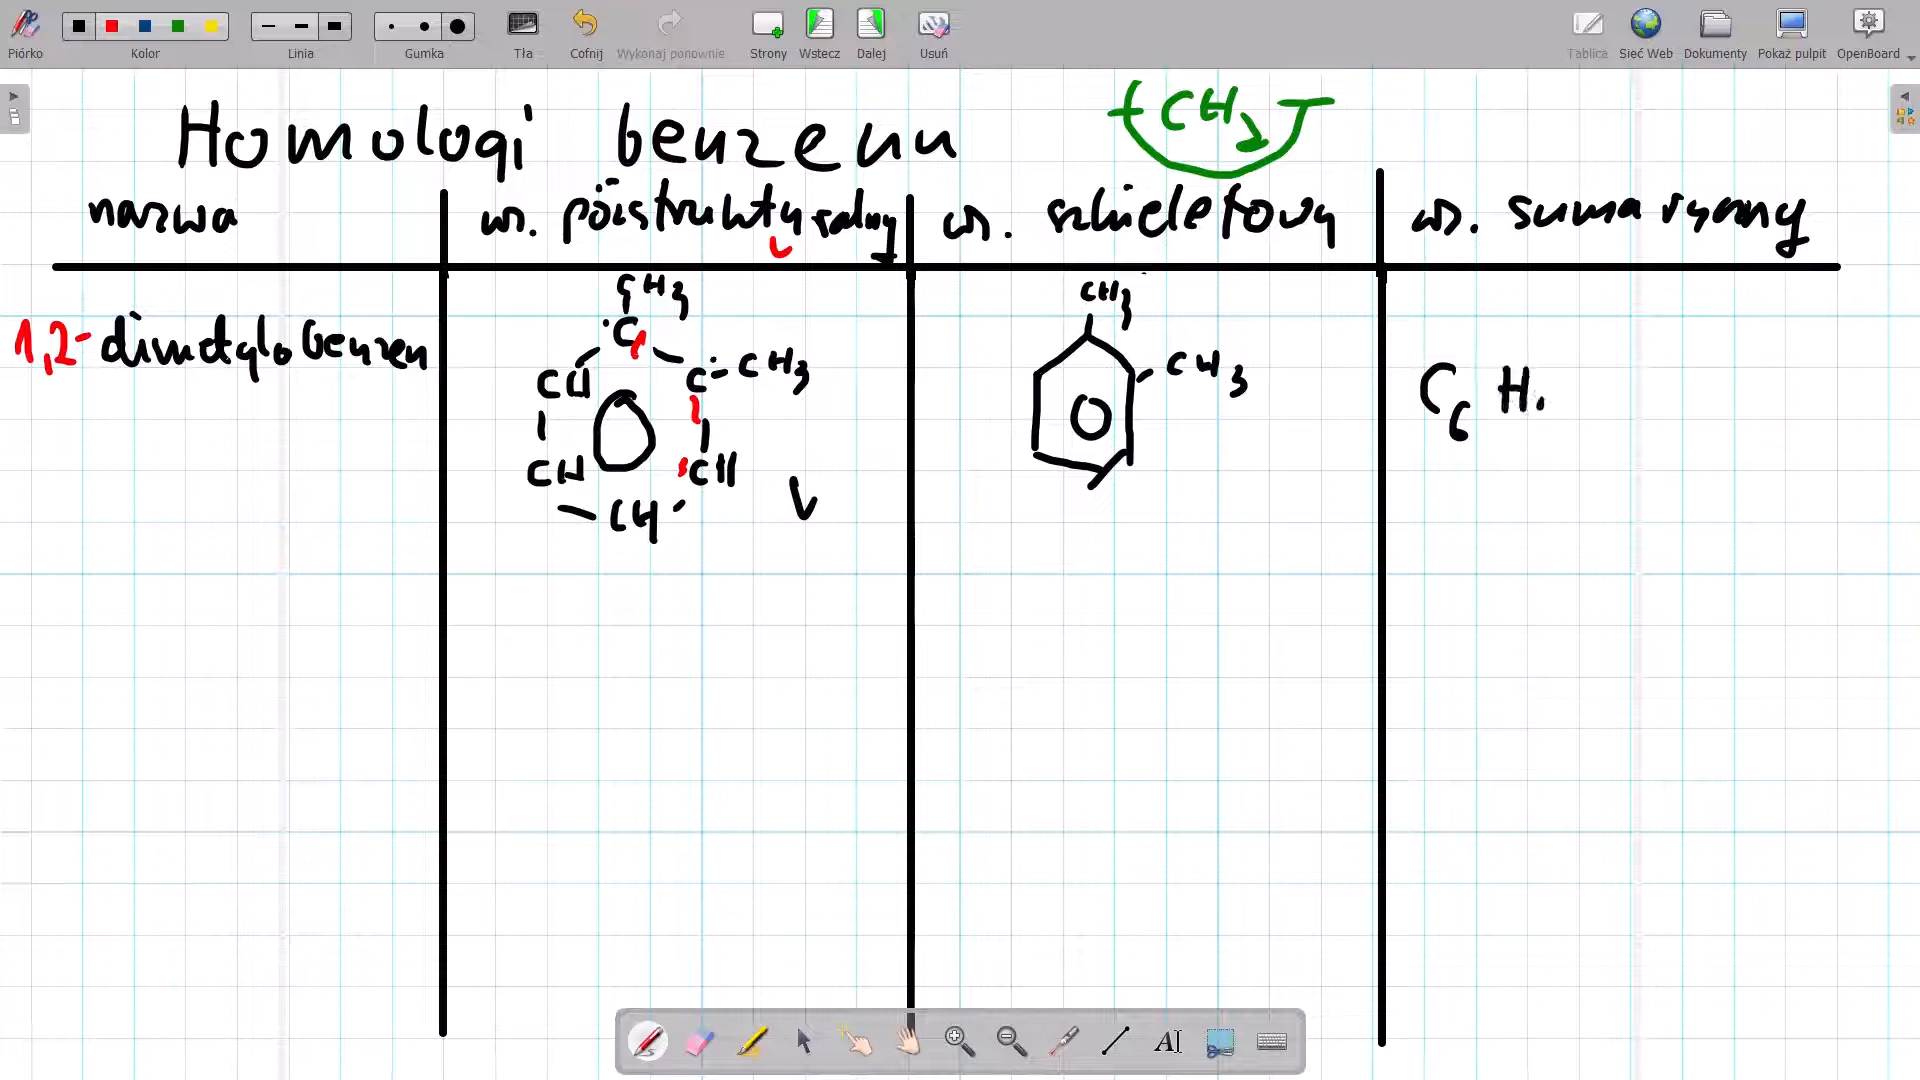 Piórko Kolor Linia Gumka Tła Cofnij Wykonaj ponownie Strony Wstecz Dalej Usuń Tablica Sieć Web Dokumenty Pokaż pulpit OpenBoard
Homologi benzenu CH2
nazwa wz. półstrukturalny wz. szkieletowy wz. sumaryczny
1,2-dimetylobenzen
CH3
C
CH C-CH3
CH CH
CH
CH3
CH3
C6 H